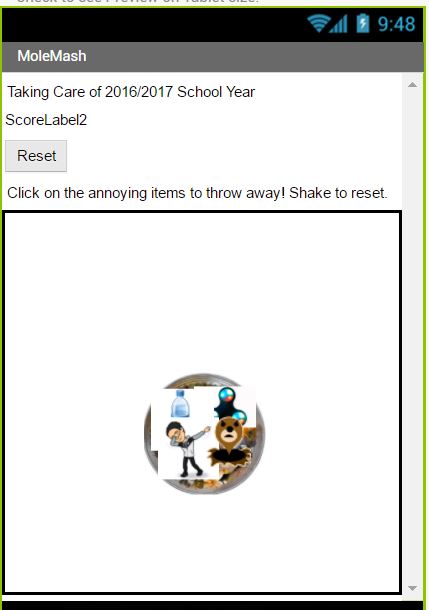 9:48
MoleMash
Taking Care of 2016/2017 School Year
ScoreLabel2
Reset
Click on the annoying items to throw away! Shake to reset.